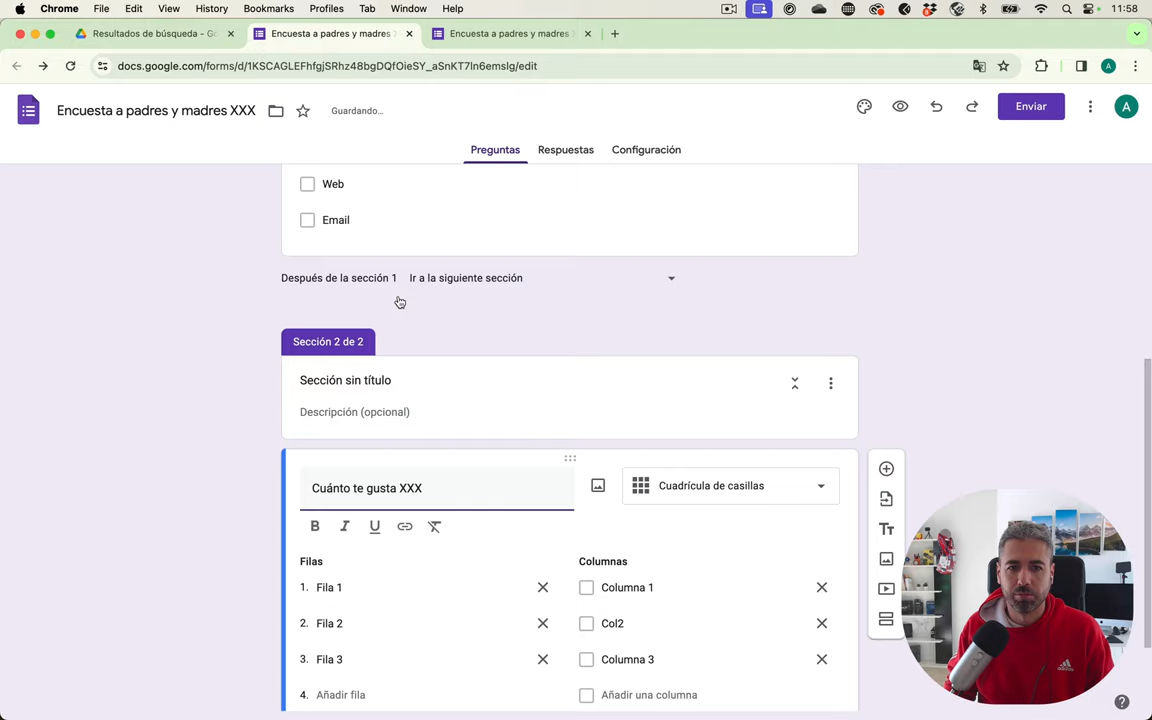 Chrome File Edit View History Bookmarks Profiles Tab Window Help 11:58
Resultados de búsqueda - Go
Encuesta a padres y madres
Encuesta a padres y madres
docs.google.com/forms/d/1KSCAGLEFhfgjSRhz48bgDQfOieSY_aSnKT7ln6emslg/edit
A
Encuesta a padres y madres XXX
Guardando…
Enviar
A
Preguntas Respuestas Configuración
Web
Email
Después de la sección 1 Ir a la siguiente sección
Sección 2 de 2
Sección sin título
Descripción (opcional)
Cuánto te gusta XXX
Cuadrícula de casillas
B I U
Tт
Filas Columnas
1. Fila 1 Columna 1
2. Fila 2 Col2
3. Fila 3 Columna 3
4. Añadir fila Añadir una columna